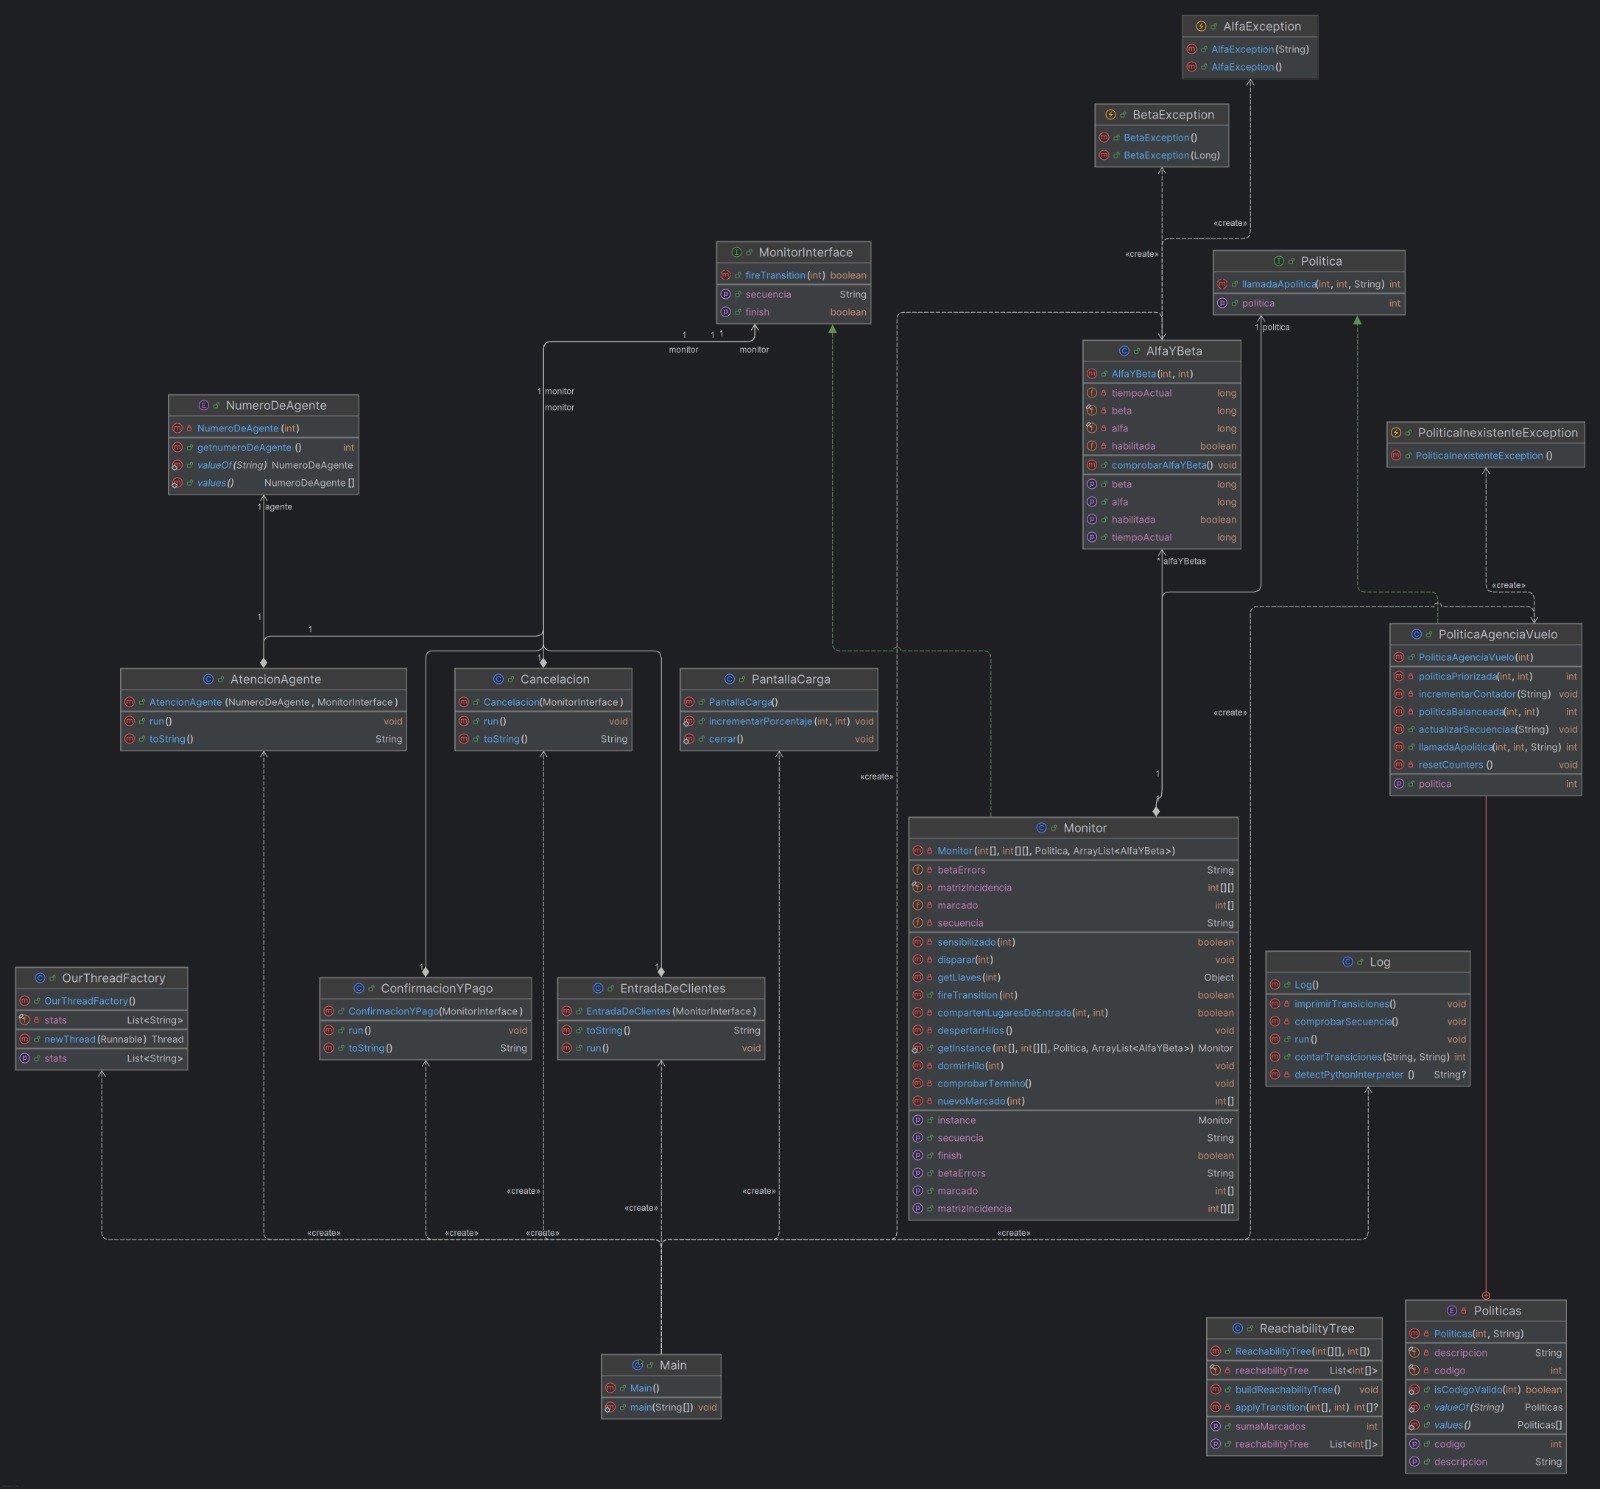 AlfaException
AlfaException(String)
AlfaException()
BetaException
BetaException()
BetaException(Long)
«create»
«create»
MonitorInterface
fireTransition(int) boolean
secuencia String
finish boolean
1
1 1
monitor
monitor
1 monitor
monitor
Politica
llamadaApolitica(int, int, String) int
politica int
1 politica
AlfaYBeta
AlfaYBeta(int, int)
tiempoActual long
beta long
alfa long
habilitada boolean
comprobarAlfaYBeta() void
beta long
alfa long
habilitada boolean
tiempoActual long
* alfaYBetas
NumeroDeAgente
NumeroDeAgente(int)
getnumeroDeAgente() int
valueOf(String) NumeroDeAgente
values() NumeroDeAgente[]
1 agente
1
1
PoliticaInexistenteException
PoliticaInexistenteException()
«create»
PoliticaAgenciaVuelo
PoliticaAgenciaVuelo(int)
politicaPriorizada(int, int) int
incrementarContador(String) void
politicaBalanceada(int, int) int
actualizarSecuencias(String) void
llamadaApolitica(int, int, String) int
resetCounters() void
politica int
AtencionAgente
AtencionAgente(NumeroDeAgente, MonitorInterface)
run() void
toString() String
1
Cancelacion
Cancelacion(MonitorInterface)
run() void
toString() String
PantallaCarga
PantallaCarga()
incrementarPorcentaje(int, int) void
cerrar() void
«create»
«create»
1
Monitor
Monitor(int[], int[][], Politica, ArrayList<AlfaYBeta>)
betaErrors String
matrizIncidencia int[][]
marcado int[]
secuencia String
sensibilizado(int) boolean
disparar(int) void
getLlaves(int) Object
fireTransition(int) boolean
compartenLugaresDeEntrada(int, int) boolean
despertarHilos() void
getInstance(int[], int[][], Politica, ArrayList<AlfaYBeta>) Monitor
dormirHilo(int) void
comprobarTermino() void
nuevoMarcado(int) int[]
instance Monitor
secuencia String
finish boolean
betaErrors String
marcado int[]
matrizIncidencia int[][]
OurThreadFactory
OurThreadFactory()
stats List<String>
newThread(Runnable) Thread
stats List<String>
1
ConfirmacionYPago
ConfirmacionYPago(MonitorInterface)
run() void
toString() String
1
EntradaDeClientes
EntradaDeClientes(MonitorInterface)
toString() String
run() void
Log
Log()
imprimirTransiciones() void
comprobarSecuencia() void
run() void
contarTransiciones(String, String) int
detectPythonInterpreter() String?
«create»
«create»
«create»
«create»
«create»
«create»
«create»
Main
Main()
main(String[]) void
ReachabilityTree
ReachabilityTree(int[][], int[])
reachabilityTree List<int[]>
buildReachabilityTree() void
applyTransition(int[], int) int[]?
sumaMarcados int
reachabilityTree List<int[]>
Politicas
Politicas(int, String)
descripcion String
codigo int
isCodigoValido(int) boolean
valueOf(String) Politicas
values() Politicas[]
codigo int
descripcion String